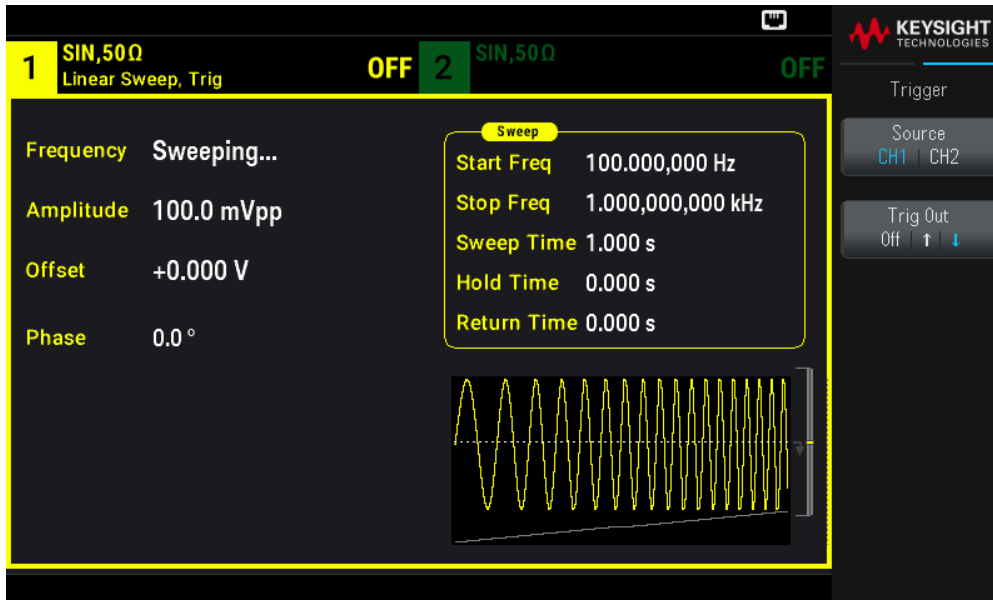 1
SIN,50Ω
Linear Sweep, Trig
OFF
2
SIN,50Ω
OFF
Frequency Sweeping...
Amplitude 100.0 mVpp
Offset +0.000 V
Phase 0.0 °
Sweep
Start Freq 100.000,000 Hz
Stop Freq 1.000,000,000 kHz
Sweep Time 1.000 s
Hold Time 0.000 s
Return Time 0.000 s
KEYSIGHT
TECHNOLOGIES
Trigger
Source
CH1 | CH2
Trig Out
Off | ↑ | ↓